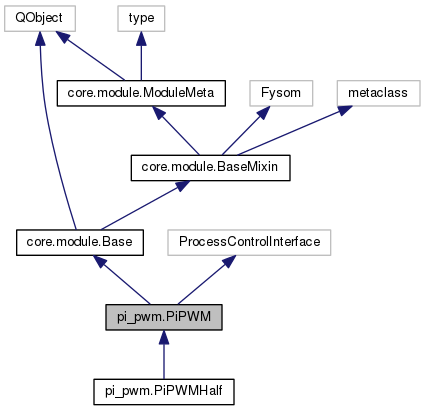 QObject
type
core.module.ModuleMeta
Fysom
metaclass
core.module.BaseMixin
core.module.Base
ProcessControlInterface
pi_pwm.PiPWM
pi_pwm.PiPWMHalf